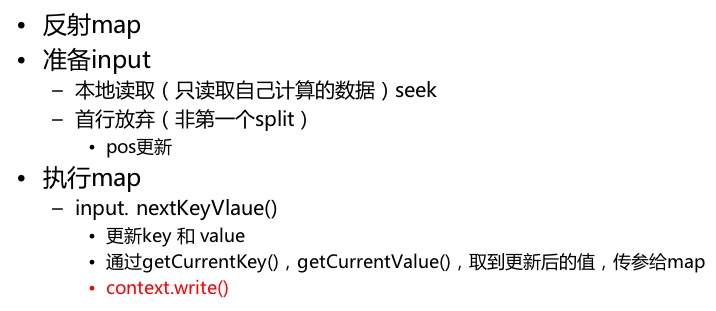 • 反射map
• 准备input
– 本地读取（只读取自己计算的数据）seek
– 首行放弃（非第一个split）
• pos更新
• 执行map
– input. nextKeyVlaue()
• 更新key 和 value
• 通过getCurrentKey()，getCurrentValue()，取到更新后的值，传参给map
• context.write()